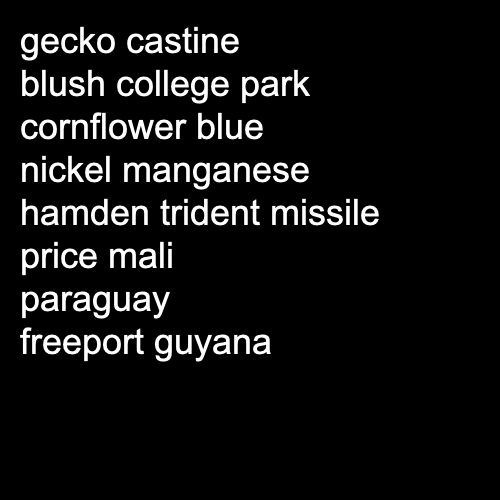 gecko castine
blush college park
cornflower blue
nickel manganese
hamden trident missile
price mali
paraguay
freeport guyana